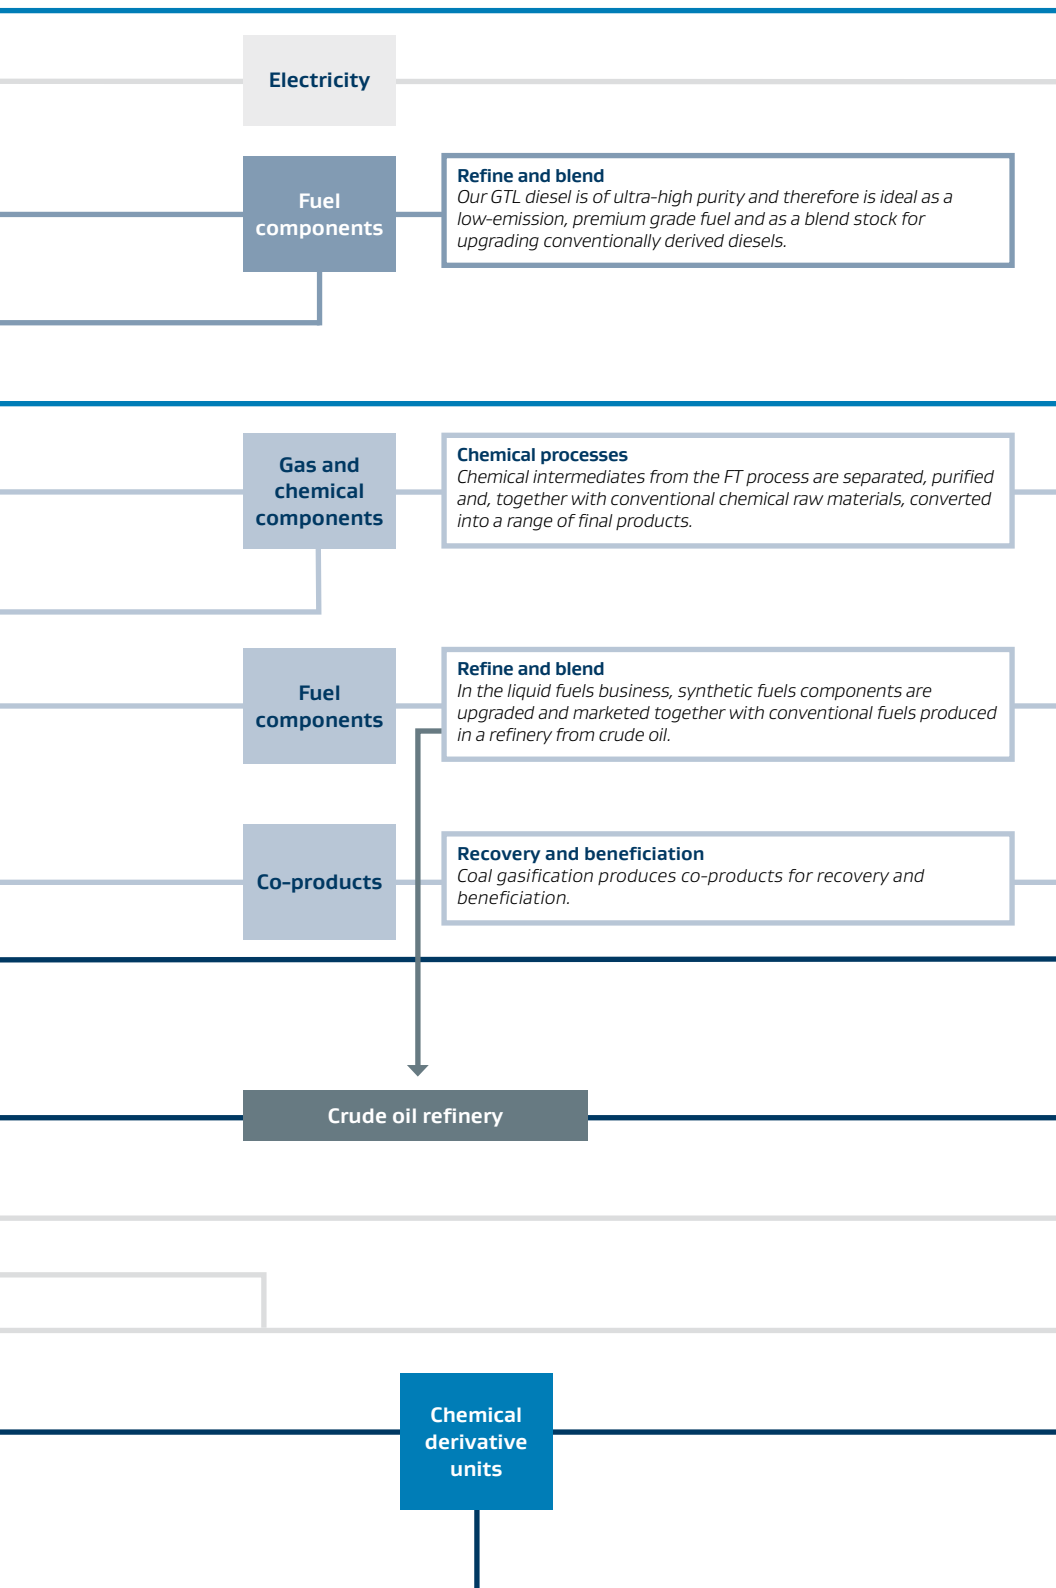 Electricity
Fuel
components
Refine and blend
Our GTL diesel is of ultra-high purity and therefore is ideal as a
low-emission, premium grade fuel and as a blend stock for
upgrading conventionally derived diesels.
Gas and
chemical
components
Chemical processes
Chemical intermediates from the FT process are separated, purified
and, together with conventional chemical raw materials, converted
into a range of final products.
Fuel
components
Refine and blend
In the liquid fuels business, synthetic fuels components are
upgraded and marketed together with conventional fuels produced
in a refinery from crude oil.
Co-products
Recovery and beneficiation
Coal gasification produces co-products for recovery and
beneficiation.
Crude oil refinery
Chemical
derivative
units